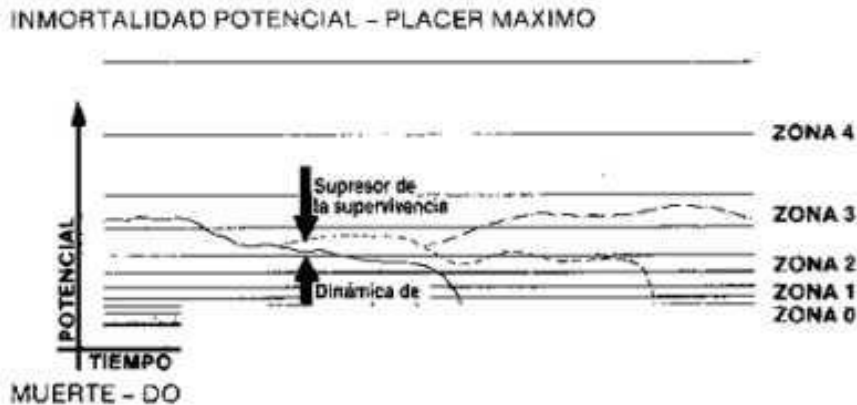 INMORTALIDAD POTENCIAL – PLACER MAXIMO
ZONA 4
Supresor de
la supervivencia
ZONA 3
POTENCIAL
ZONA 2
Dinámica de
ZONA 1
ZONA 0
TIEMPO
MUERTE – DO